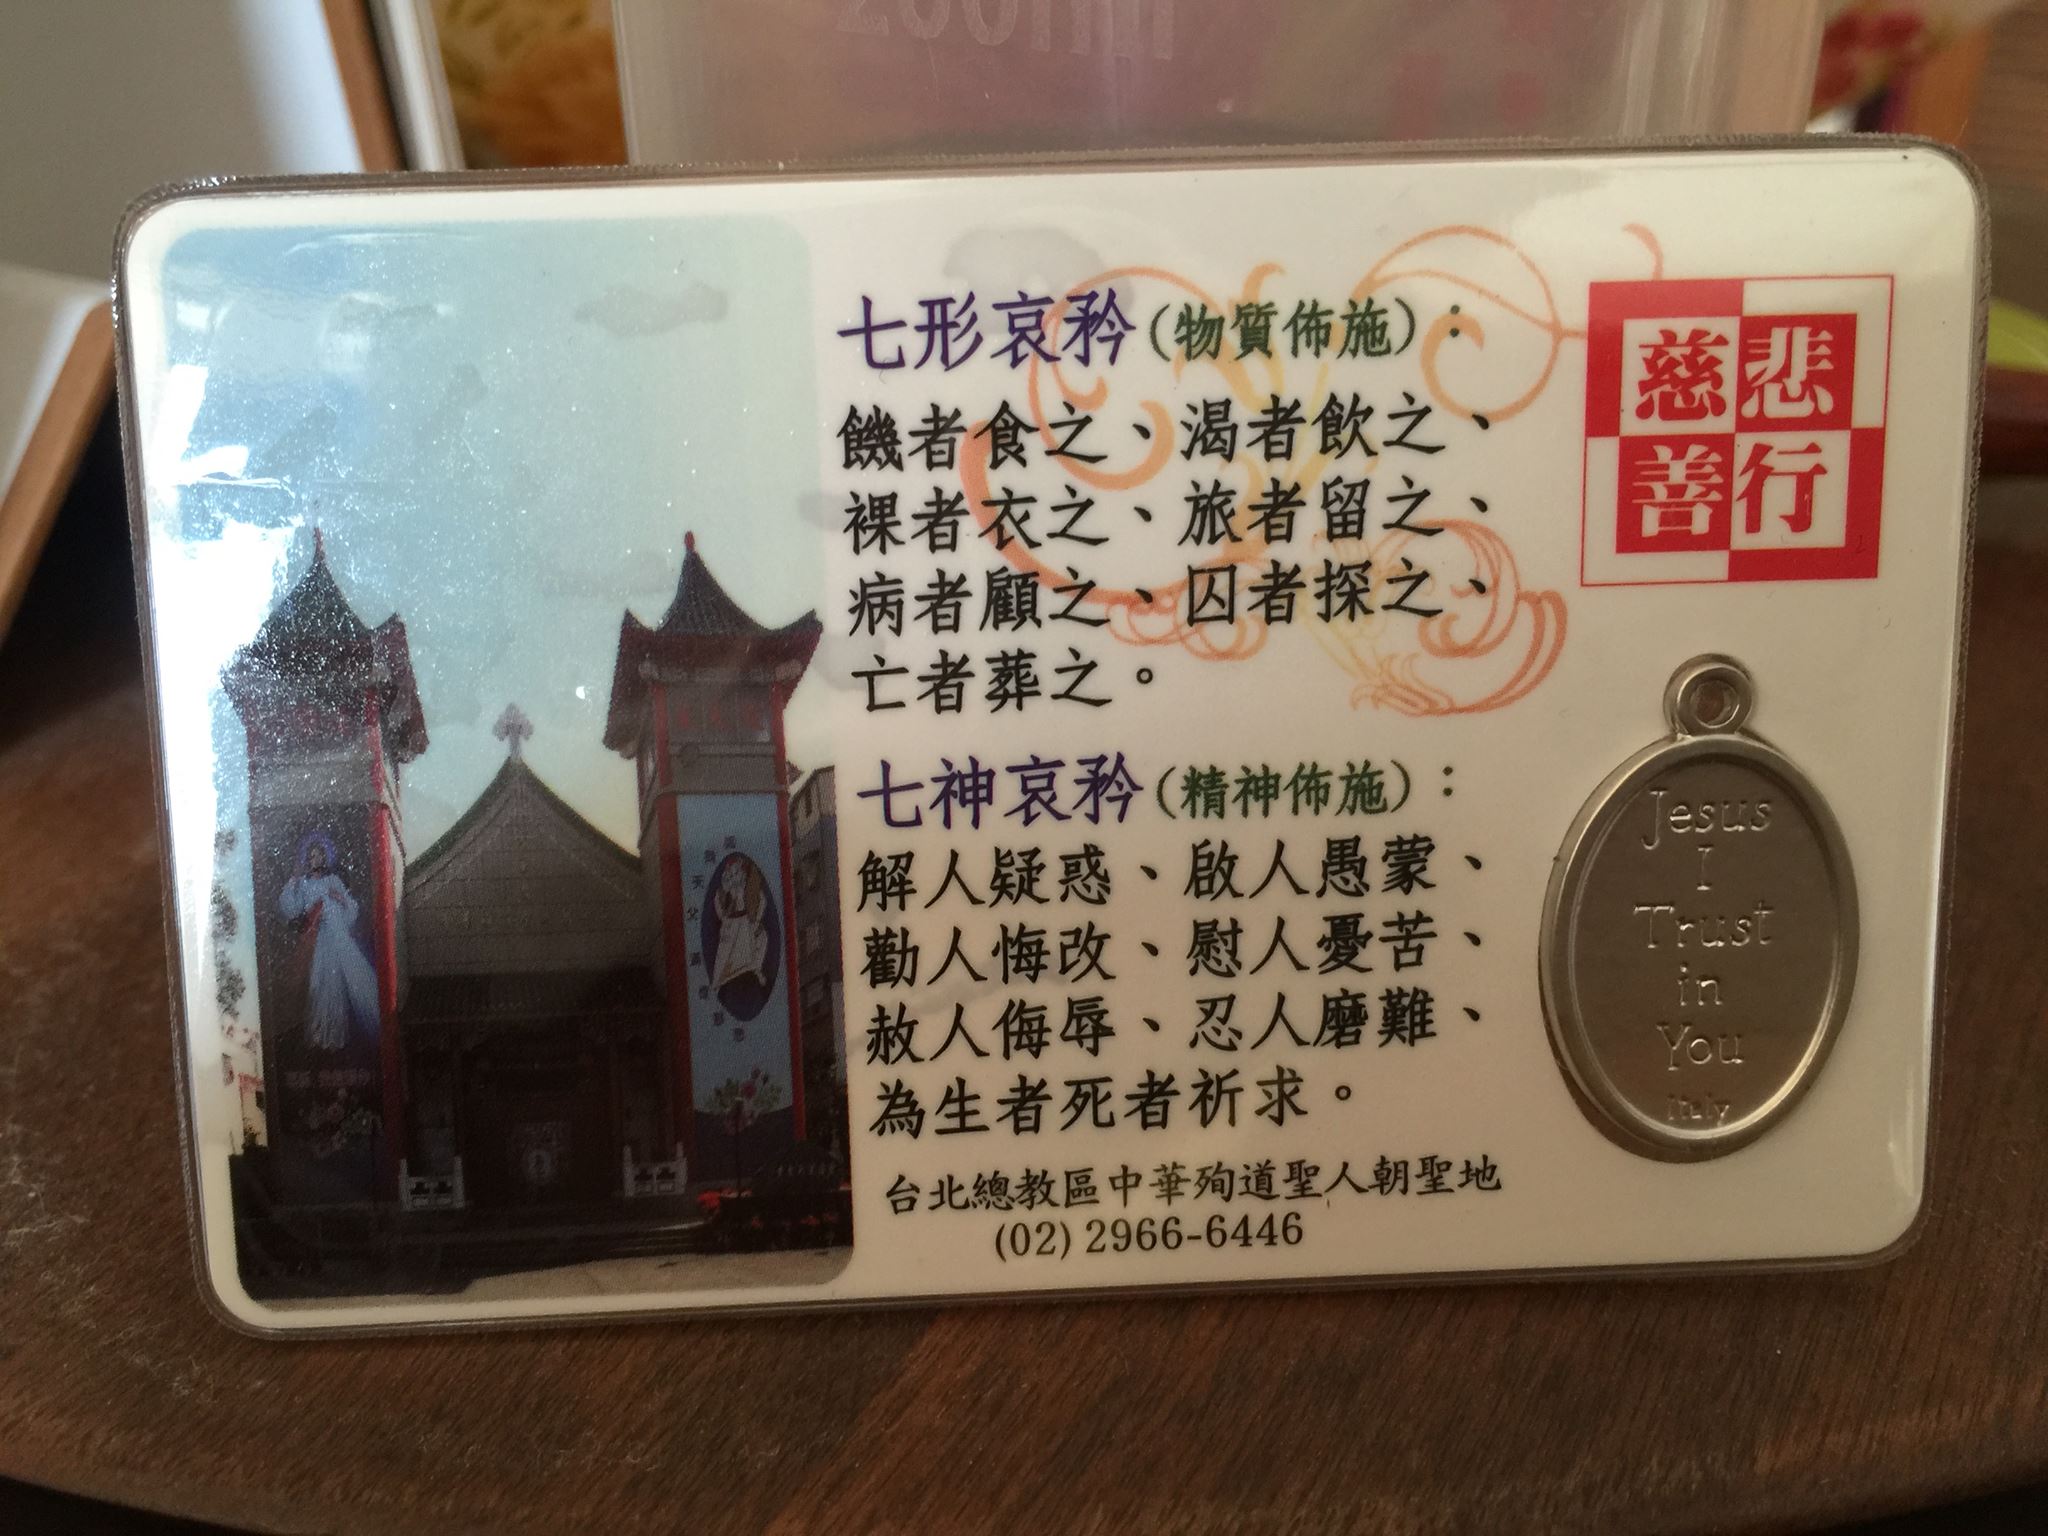 七形哀矜(物質佈施)：
饑者食之、渴者飲之、
裸者衣之、旅者留之、
病者顧之、囚者探之、
亡者葬之。
七神哀矜(精神佈施)：
解人疑惑、啟人愚蒙、
勸人悔改、慰人憂苦、
赦人侮辱、忍人磨難、
為生者死者祈求。
台北總教區中華殉道聖人朝聖地
(02) 2966-6446
慈悲
善行
Jesus
I
Trust
in
You
Italy